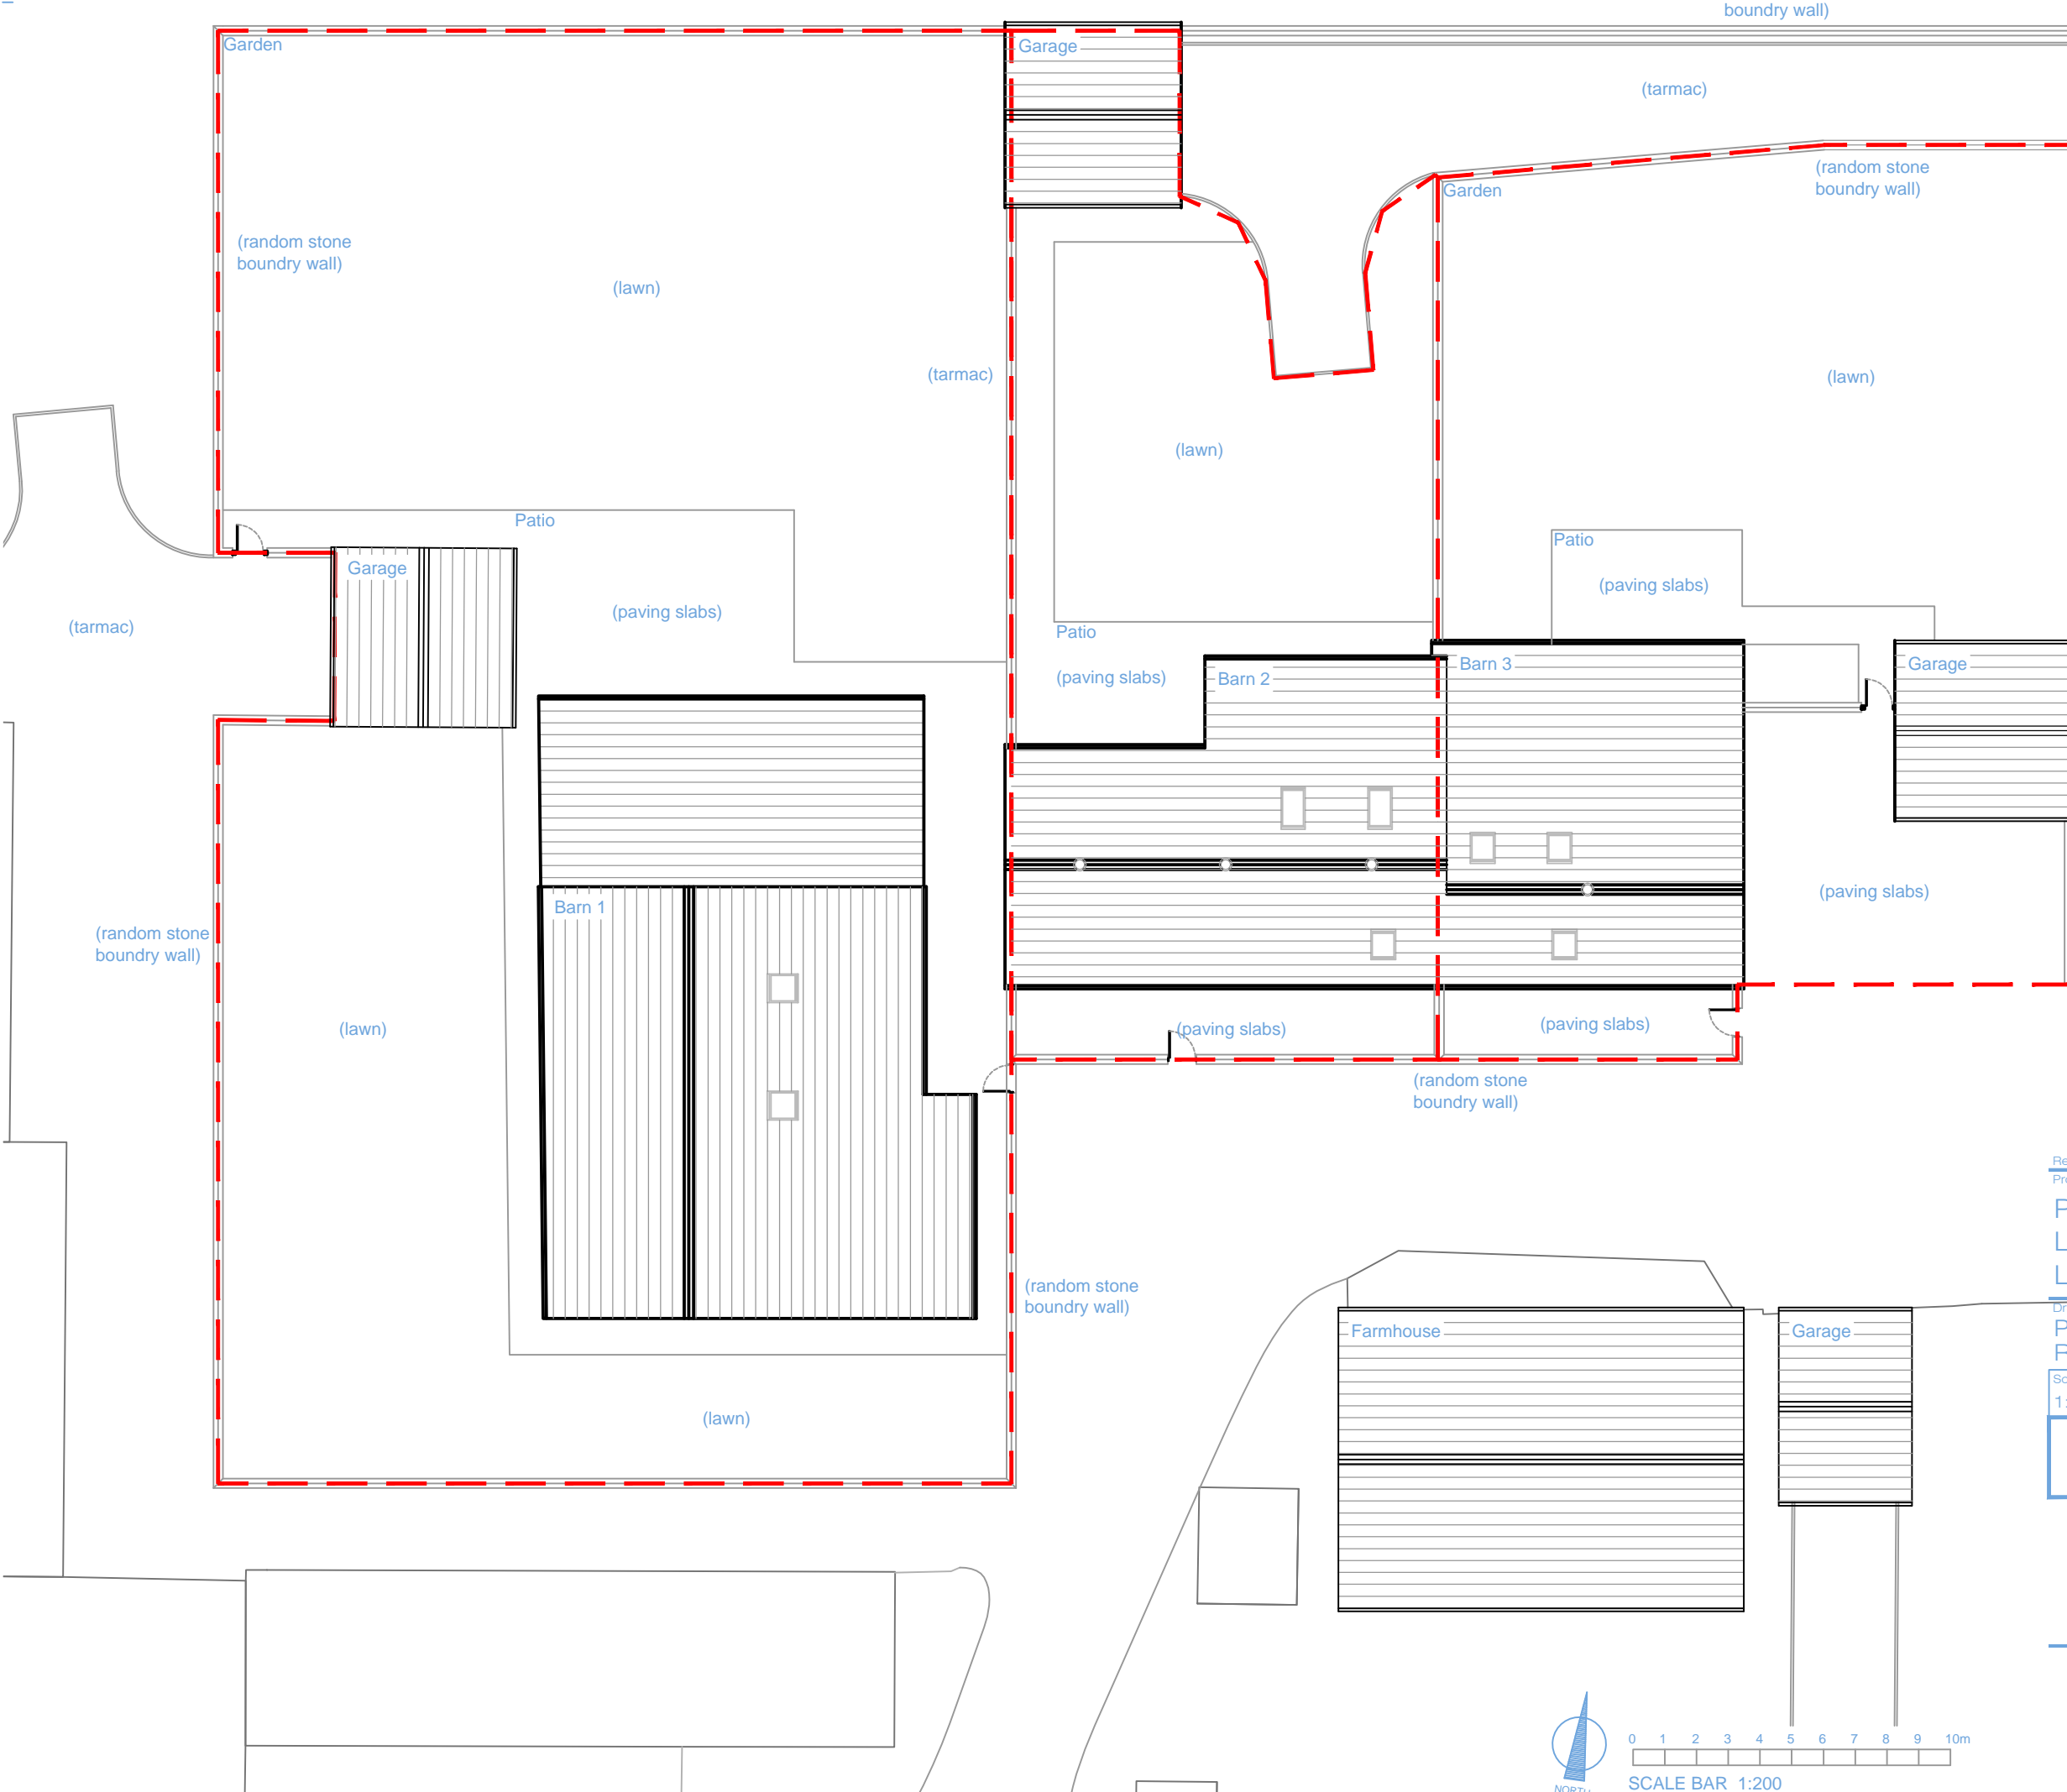 boundry wall)
Garden
Garage
(tarmac)
(random stone
boundry wall)
Garden
(random stone
boundry wall)
(lawn)
(tarmac)
(lawn)
(lawn)
Patio
Patio
Garage
(paving slabs)
(paving slabs)
(tarmac)
Patio
(paving slabs)
Barn 2
Barn 3
Garage
(paving slabs)
Barn 1
(random stone
boundry wall)
(lawn)
(paving slabs)
(paving slabs)
(random stone
boundry wall)
(random stone
boundry wall)
Farmhouse
Garage
(lawn)
0 1 2 3 4 5 6 7 8 9 10m
SCALE BAR 1:200